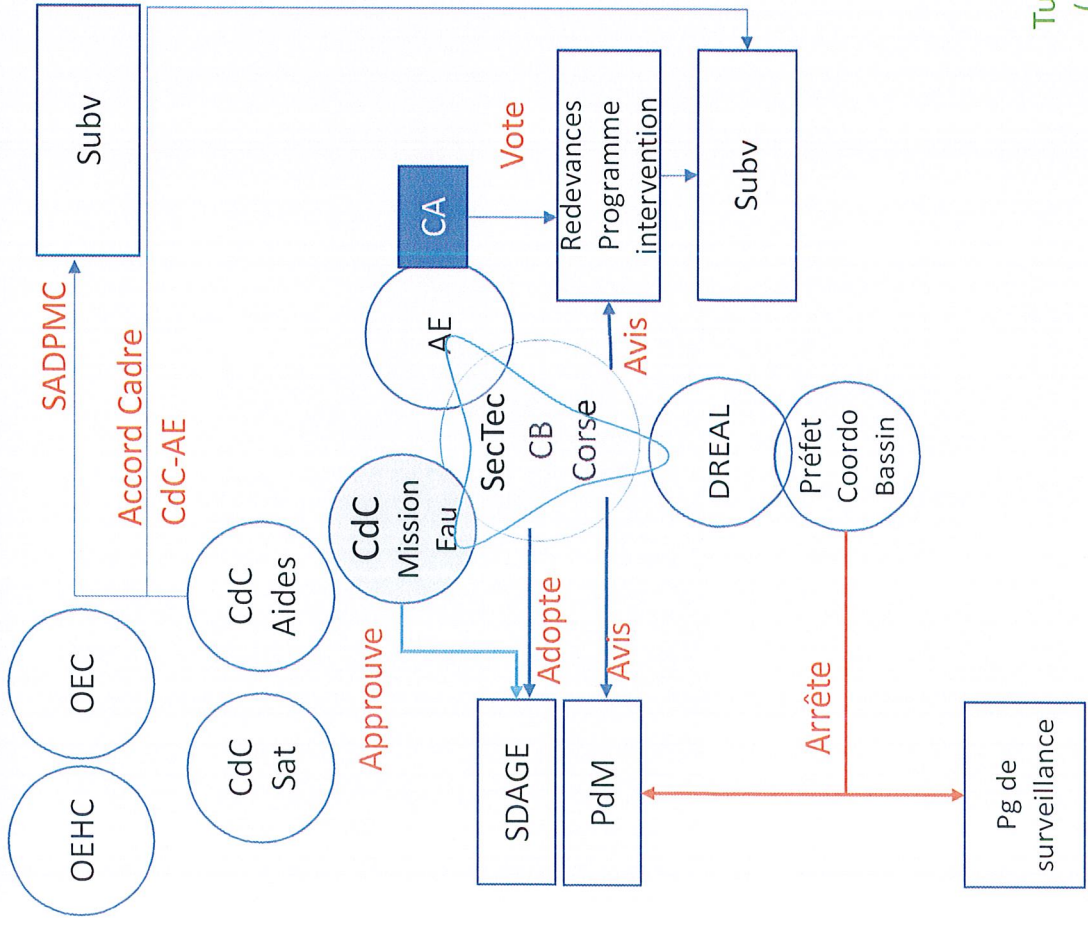 OEHC
OEC
Subv
SADPMC
Accord Cadre
CdC-AE
CdC
Sat
CdC
Aides
Approuve
CdC
Mission
Eau
AE
CA
Vote
SDAGE
Adopte
SecTec
CB
Corse
Redevances
Programme
intervention
PdM
Avis
Avis
Subv
Arrête
DREAL
Préfet
Coordo
Bassin
Pg de
surveillance
Tu